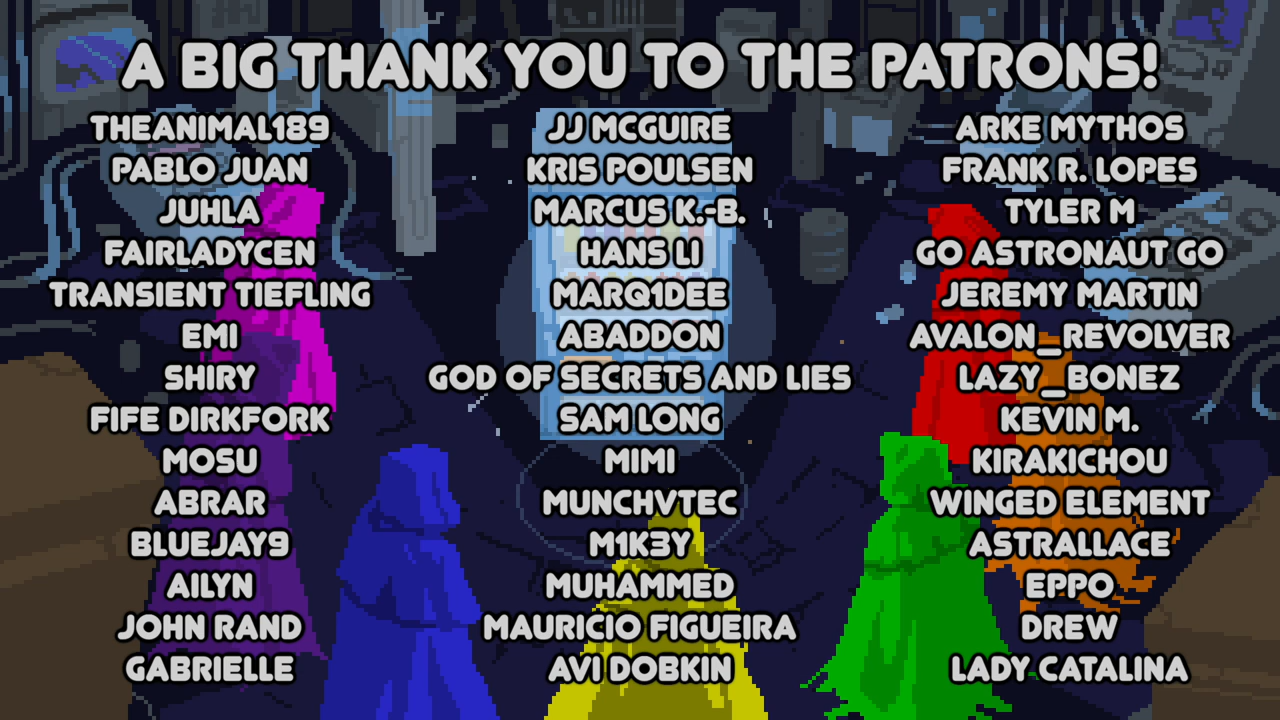 A BIG THANK YOU TO THE PATRONS!
THEANIMAL189
PABLO JUAN
JUHLA
FAIRLADYCEN
TRANSIENT TIEFLING
EMI
SHIRY
FIFE DIRKFORK
MOSU
ABRAR
BLUEJAY9
AILYN
JOHN RAND
GABRIELLE
JJ MCGUIRE
KRIS POULSEN
MARCUS K.-B.
HANS LI
MARQ1DEE
ABADDON
GOD OF SECRETS AND LIES
SAM LONG
MIMI
MUNCHVTEC
M1K3Y
MUHAMMED
MAURICIO FIGUEIRA
AVI DOBKIN
ARKE MYTHOS
FRANK R. LOPES
TYLER M
GO ASTRONAUT GO
JEREMY MARTIN
AVALON_REVOLVER
LAZY_BONEZ
KEVIN M.
KIRAKICHOU
WINGED ELEMENT
ASTRALLACE
EPPO
DREW
LADY CATALINA